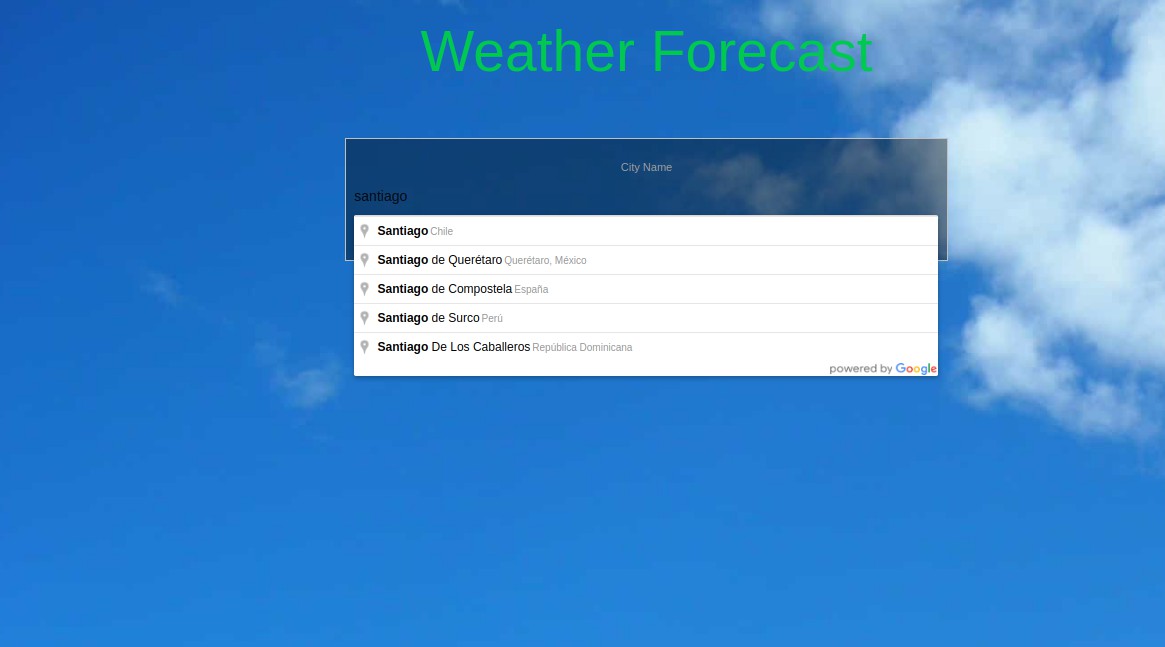 Weather Forecast
City Name
santiago
Santiago Chile
Santiago de Querétaro Querétaro, México
Santiago de Compostela España
Santiago de Surco Perú
Santiago De Los Caballeros República Dominicana
powered by Google